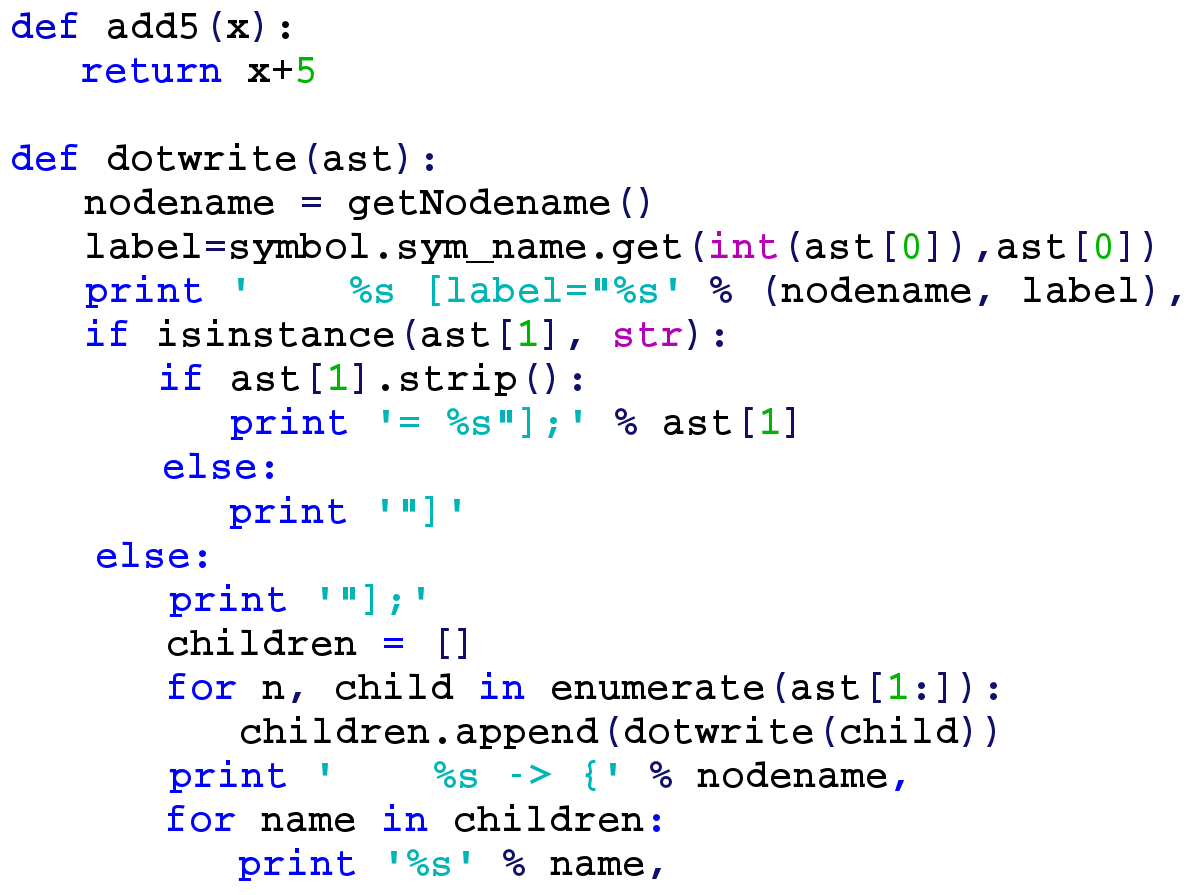 def add5(x):
   return x+5

def dotwrite(ast):
   nodename = getNodename()
   label=symbol.sym_name.get(int(ast[0]),ast[0])
   print '    %s [label="%s' % (nodename, label),
   if isinstance(ast[1], str):
      if ast[1].strip():
         print '= %s"];' % ast[1]
      else:
         print '"]'
   else:
      print '"];'
      children = []
      for n, child in enumerate(ast[1:]):
         children.append(dotwrite(child))
      print '    %s -> {' % nodename,
      for name in children:
         print '%s' % name,